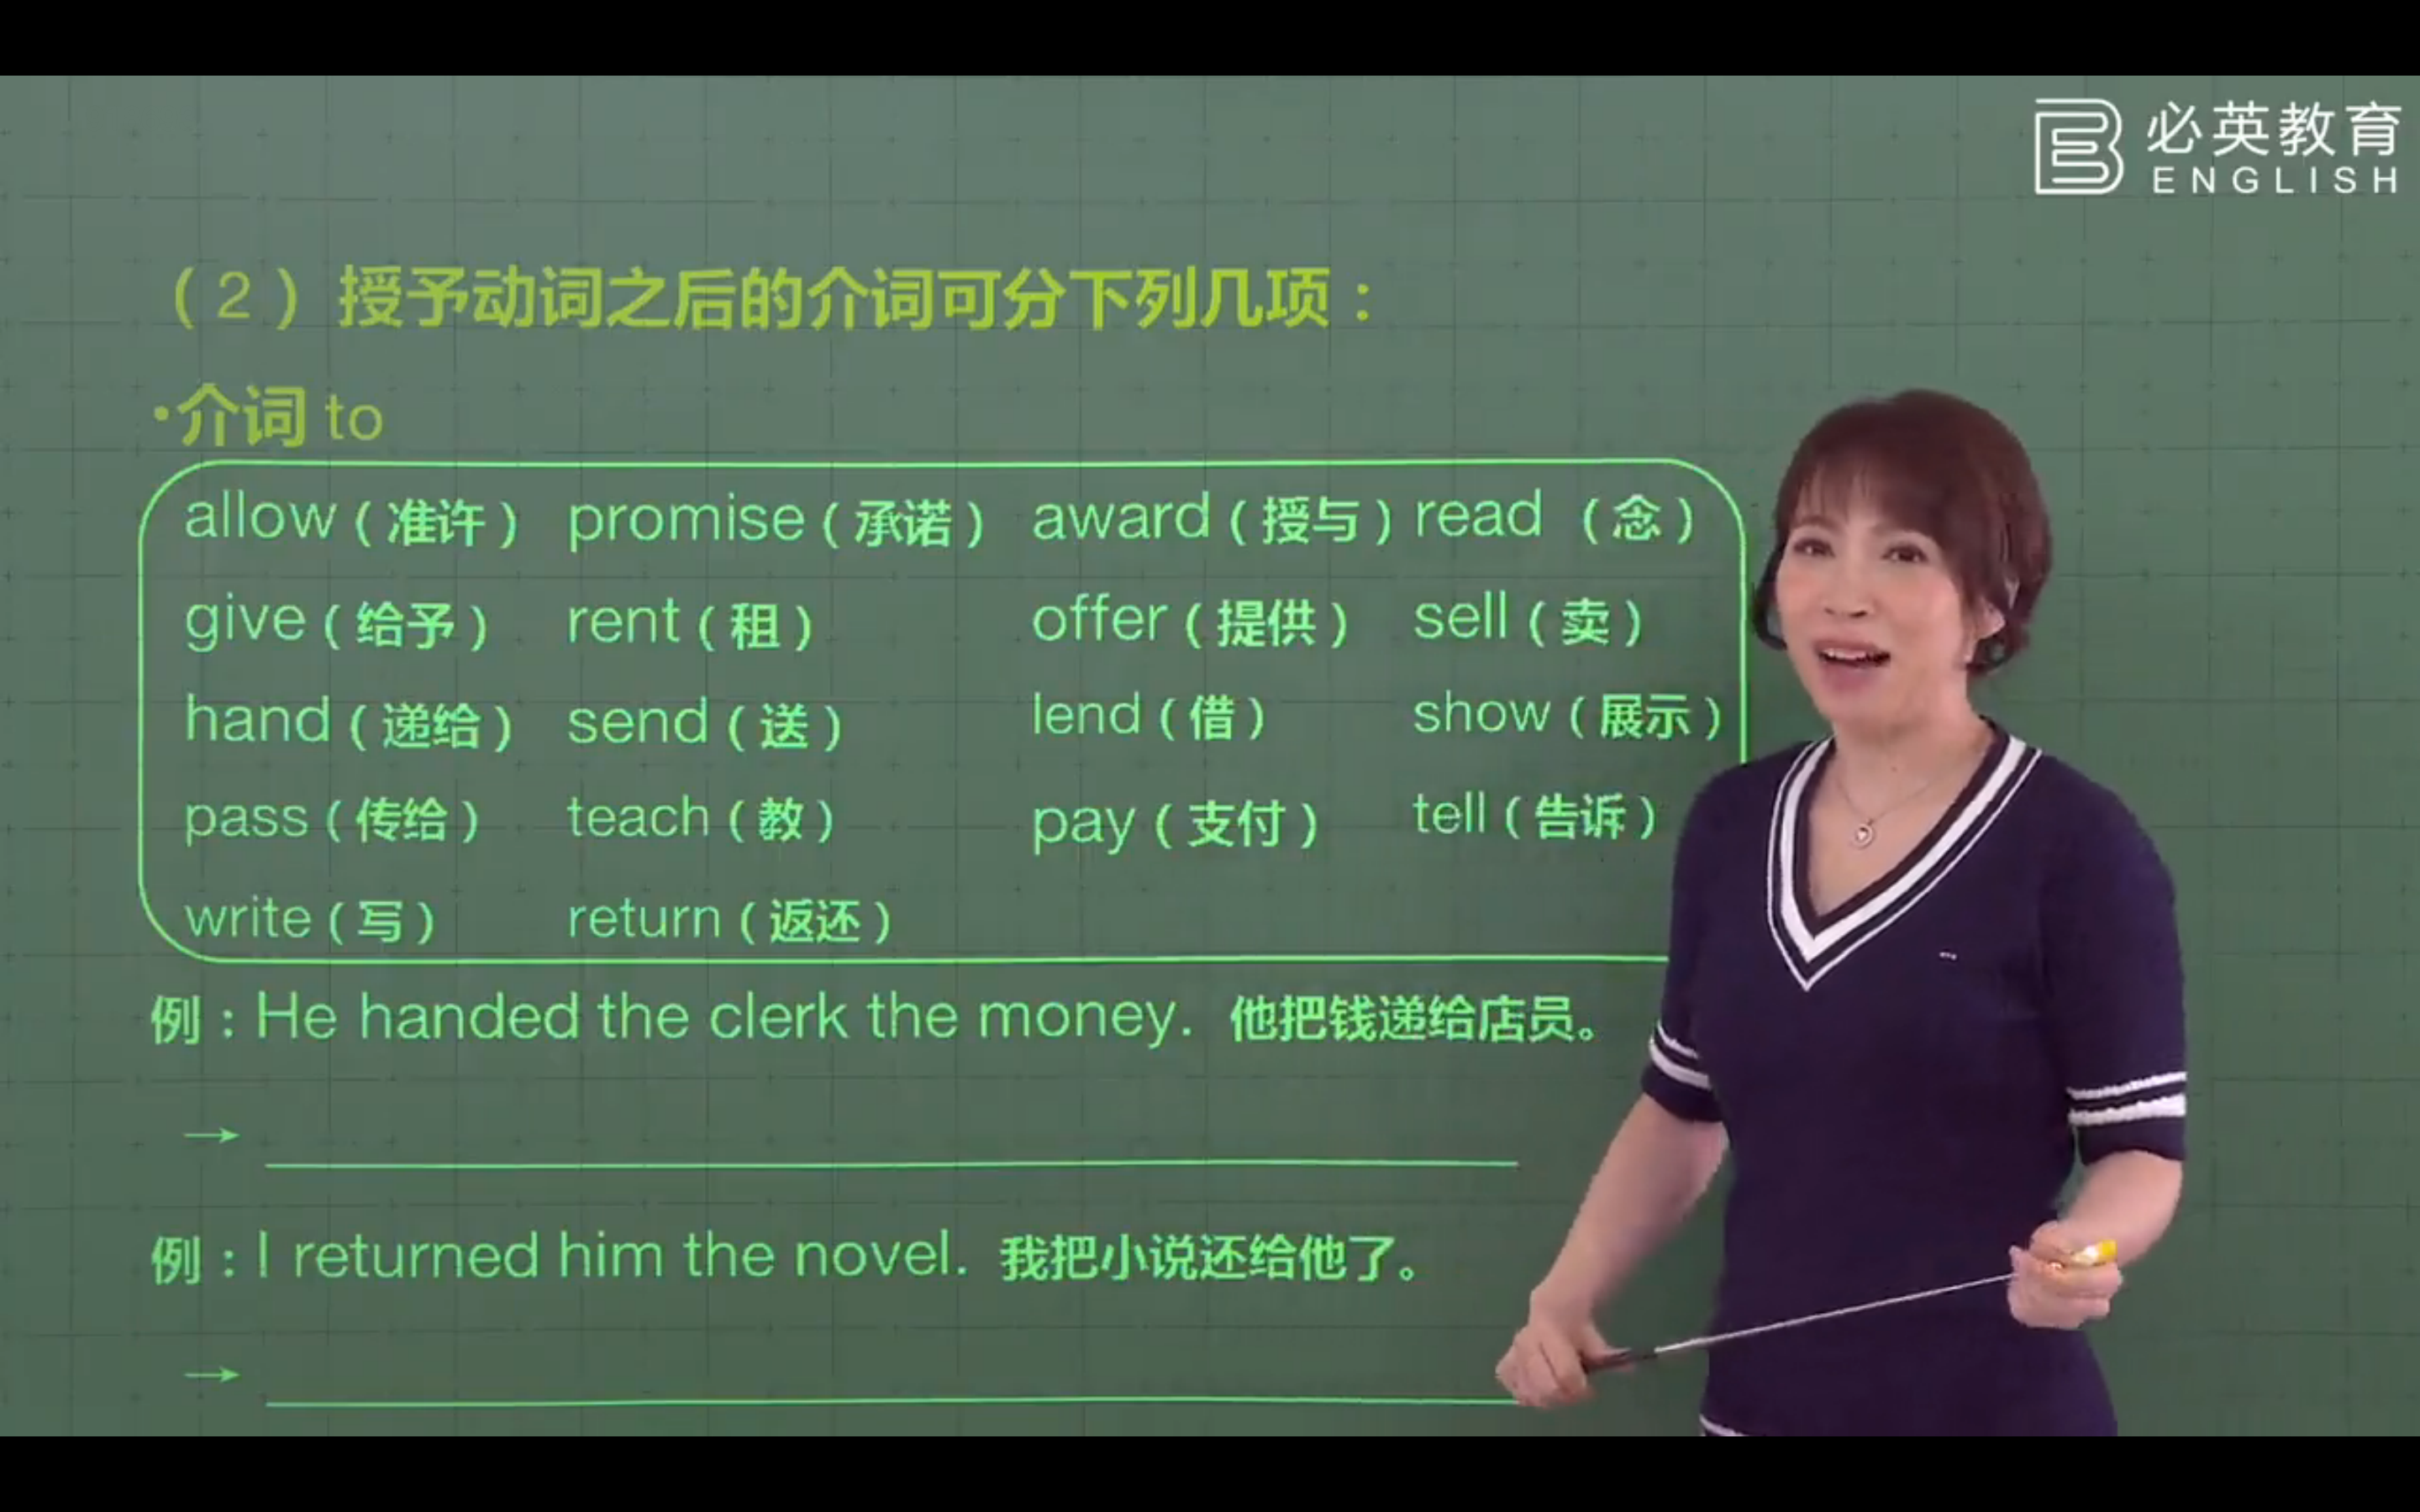 必英教育
ENGLISH
（2）授予动词之后的介词可分下列几项：
·介词 to
allow（准许） promise（承诺） award（授与） read （念）
give（给予） rent（租） offer（提供） sell（卖）
hand（递给） send（送） lend（借） show（展示）
pass（传给） teach（教） pay（支付） tell（告诉）
write（写） return（返还）
例：He handed the clerk the money. 他把钱递给店员。
→
例：I returned him the novel. 我把小说还给他了。
→